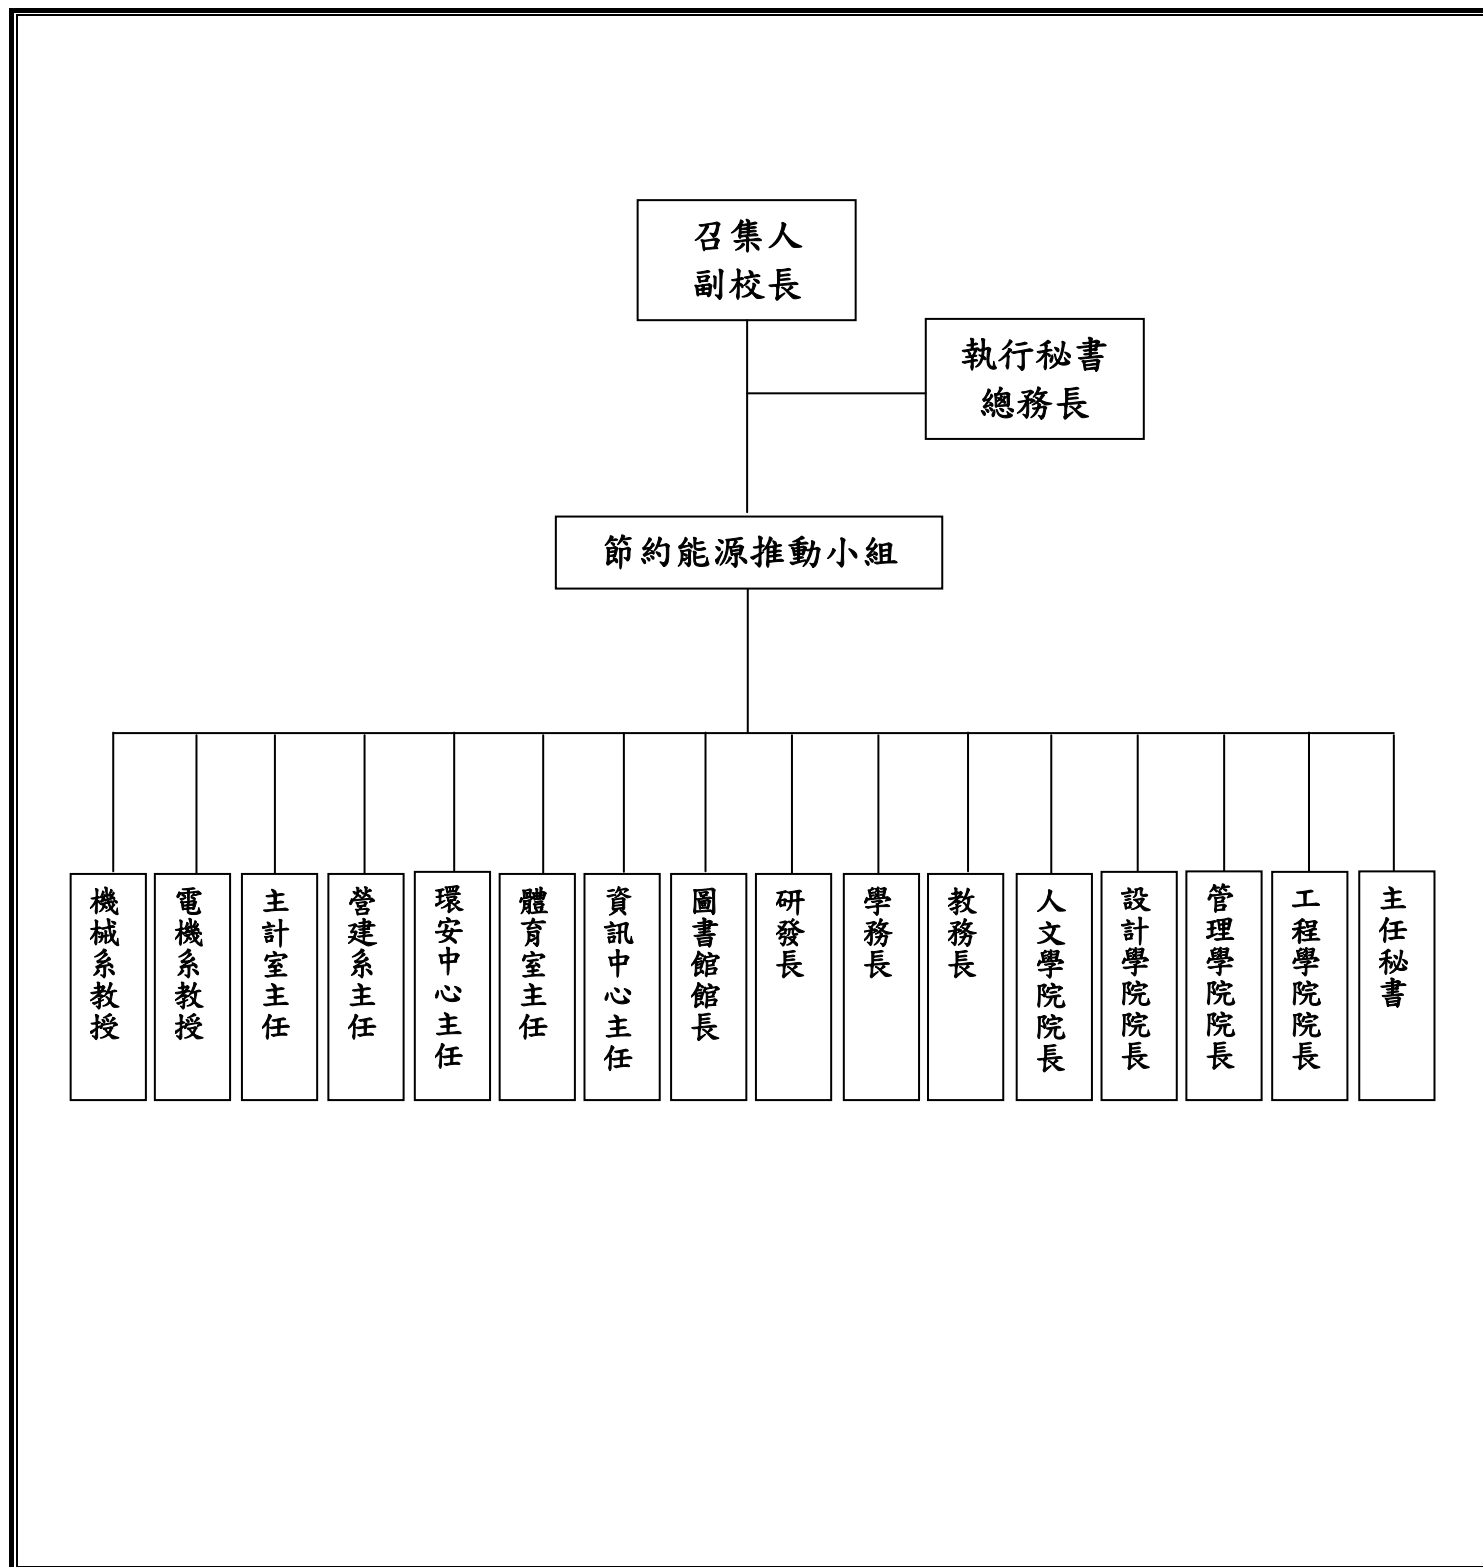 召集人
副校長
執行秘書
總務長
節約能源推動小組
機械系教授
電機系教授
主計室主任
營建系主任
環安中心主任
體育室主任
資訊中心主任
圖書館館長
研發長
學務長
教務長
人文學院院長
設計學院院長
管理學院院長
工程學院院長
主任秘書